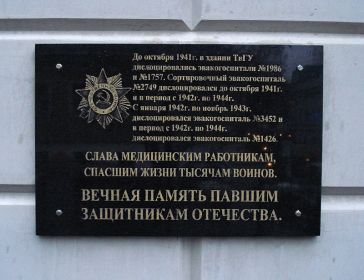 До октября 1941г. в здании ТвГУ
дислоцировались эвакогоспитали №1986
и №1757. Сортировочный эвакогоспиталь
№2749 дислоцировался до октября 1941г.
и в период с 1942г. по 1944г.
С января 1942г. по ноябрь 1943г.
дислоцировался эвакогоспиталь №3452 и
в период с 1942г. по 1944г.
дислоцировался эвакогоспиталь №1426.
СЛАВА МЕДИЦИНСКИМ РАБОТНИКАМ,
СПАСШИМ ЖИЗНИ ТЫСЯЧАМ ВОИНОВ.
ВЕЧНАЯ ПАМЯТЬ ПАВШИМ
ЗАЩИТНИКАМ ОТЕЧЕСТВА.